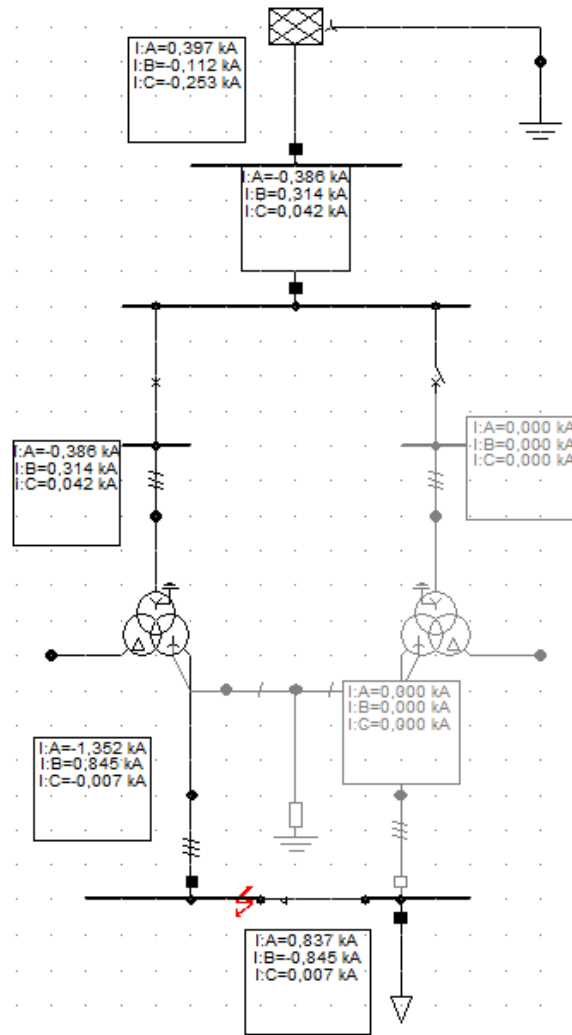 I:A=0,397 kA
I:B=-0,112 kA
I:C=-0,253 kA
I:A=-0,386 kA
I:B=0,314 kA
I:C=0,042 kA
I:A=-0,386 kA
I:B=0,314 kA
I:C=0,042 kA
I:A=0,000 kA
I:B=0,000 kA
I:C=0,000 kA
I:A=0,000 kA
I:B=0,000 kA
I:C=0,000 kA
I:A=-1,352 kA
I:B=0,845 kA
I:C=-0,007 kA
I:A=0,837 kA
I:B=-0,845 kA
I:C=0,007 kA